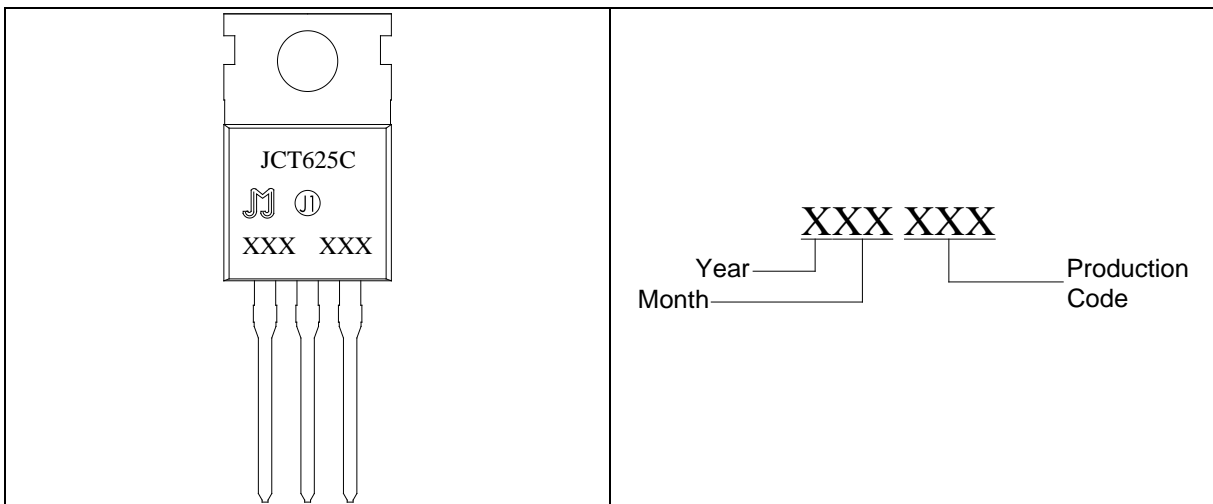 JCT625C
JJ J1
XXX XXX
XXX XXX
Year
Month
Production
Code